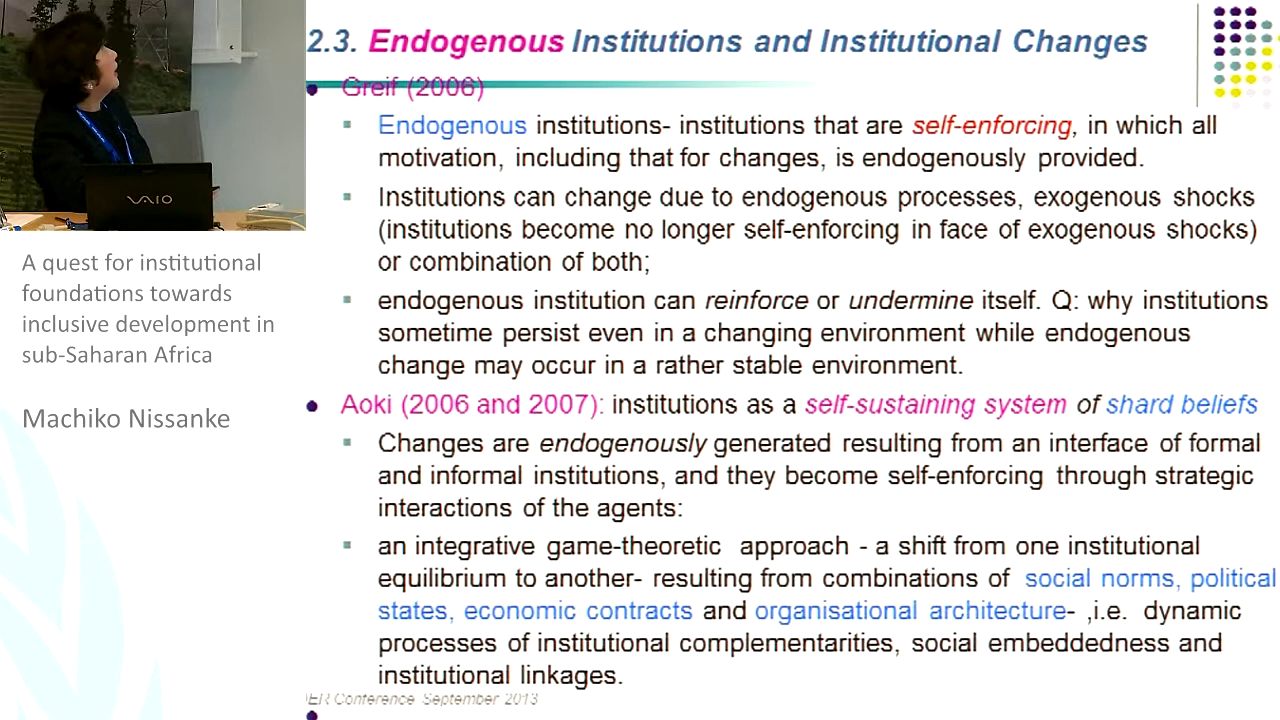 2.3. Endogenous Institutions and Institutional Changes
Greif (2006)
Endogenous institutions- institutions that are self-enforcing, in which all
motivation, including that for changes, is endogenously provided.
Institutions can change due to endogenous processes, exogenous shocks
(institutions become no longer self-enforcing in face of exogenous shocks)
or combination of both;
endogenous institution can reinforce or undermine itself. Q: why institutions
sometime persist even in a changing environment while endogenous
change may occur in a rather stable environment.
Aoki (2006 and 2007): institutions as a self-sustaining system of shard beliefs
Changes are endogenously generated resulting from an interface of formal
and informal institutions, and they become self-enforcing through strategic
interactions of the agents:
an integrative game-theoretic approach - a shift from one institutional
equilibrium to another- resulting from combinations of social norms, political
states, economic contracts and organisational architecture- ,i.e. dynamic
processes of institutional complementarities, social embeddedness and
institutional linkages.
ER Conference September 2013
VAIO
A quest for institutional
foundations towards
inclusive development in
sub-Saharan Africa
Machiko Nissanke